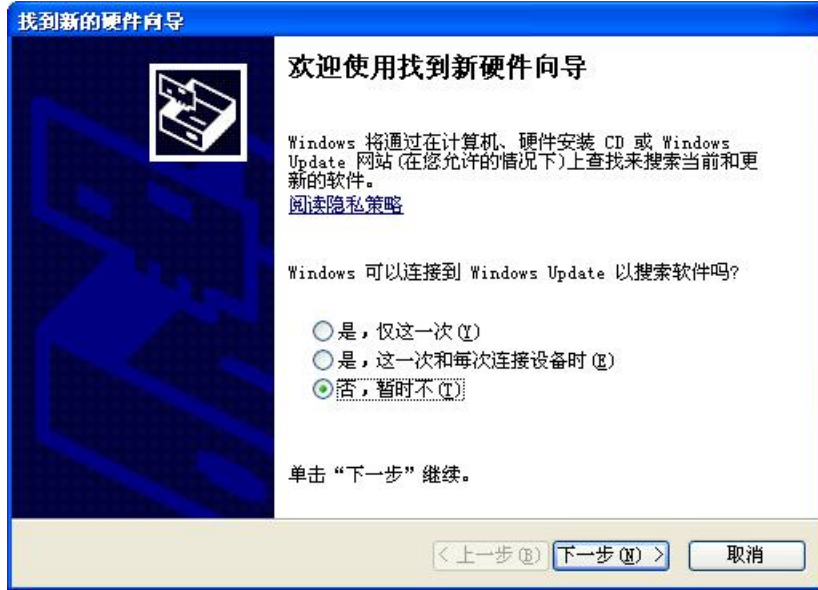 找到新的硬件向导
欢迎使用找到新硬件向导
Windows 将通过在计算机、硬件安装 CD 或 Windows
Update 网站(在您允许的情况下)上查找来搜索当前和更
新的软件。
阅读隐私策略
Windows 可以连接到 Windows Update 以搜索软件吗?
是，仅这一次(Y)
是，这一次和每次连接设备时(E)
否，暂时不(T)
单击“下一步”继续。
< 上一步(B) 下一步(N) > 取消